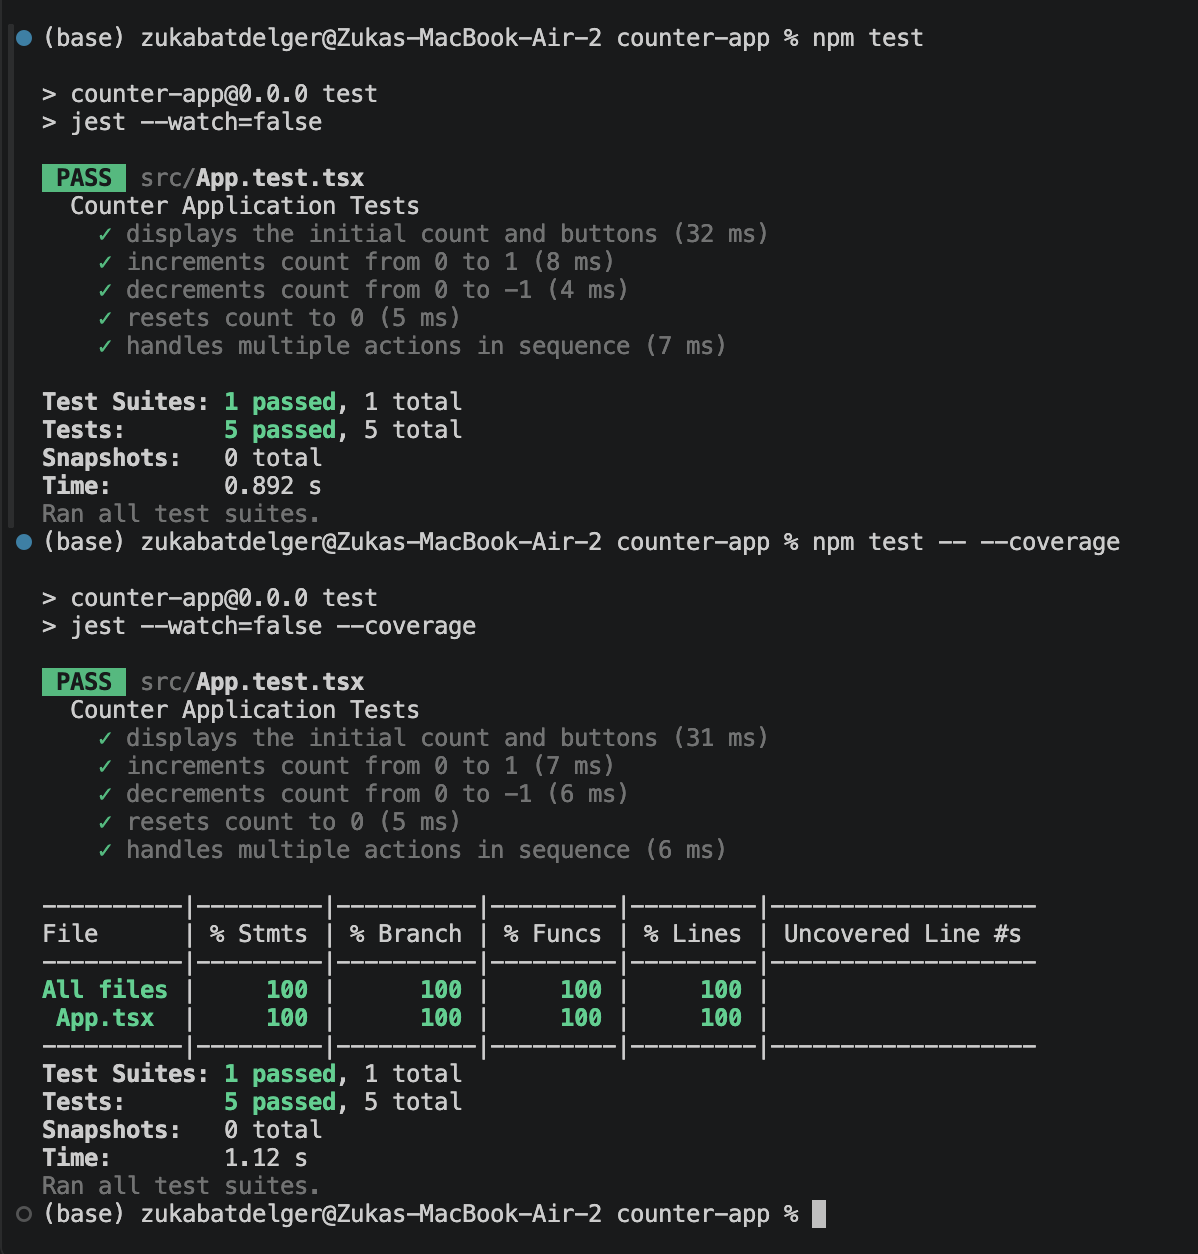 (base) zukabatdelger@Zukas-MacBook-Air-2 counter-app % npm test
> counter-app@0.0.0 test
> jest --watch=false
PASS src/App.test.tsx
Counter Application Tests
✓ displays the initial count and buttons (32 ms)
✓ increments count from 0 to 1 (8 ms)
✓ decrements count from 0 to -1 (4 ms)
✓ resets count to 0 (5 ms)
✓ handles multiple actions in sequence (7 ms)
Test Suites: 1 passed, 1 total
Tests:       5 passed, 5 total
Snapshots:   0 total
Time:        0.892 s
Ran all test suites.
(base) zukabatdelger@Zukas-MacBook-Air-2 counter-app % npm test -- --coverage
> counter-app@0.0.0 test
> jest --watch=false --coverage
PASS src/App.test.tsx
Counter Application Tests
✓ displays the initial count and buttons (31 ms)
✓ increments count from 0 to 1 (7 ms)
✓ decrements count from 0 to -1 (6 ms)
✓ resets count to 0 (5 ms)
✓ handles multiple actions in sequence (6 ms)
----------|---------|----------|---------|---------|-------------------
File      | % Stmts | % Branch | % Funcs | % Lines | Uncovered Line #s
----------|---------|----------|---------|---------|-------------------
All files |     100 |      100 |     100 |     100 |
 App.tsx  |     100 |      100 |     100 |     100 |
----------|---------|----------|---------|---------|-------------------
Test Suites: 1 passed, 1 total
Tests:       5 passed, 5 total
Snapshots:   0 total
Time:        1.12 s
Ran all test suites.
(base) zukabatdelger@Zukas-MacBook-Air-2 counter-app %